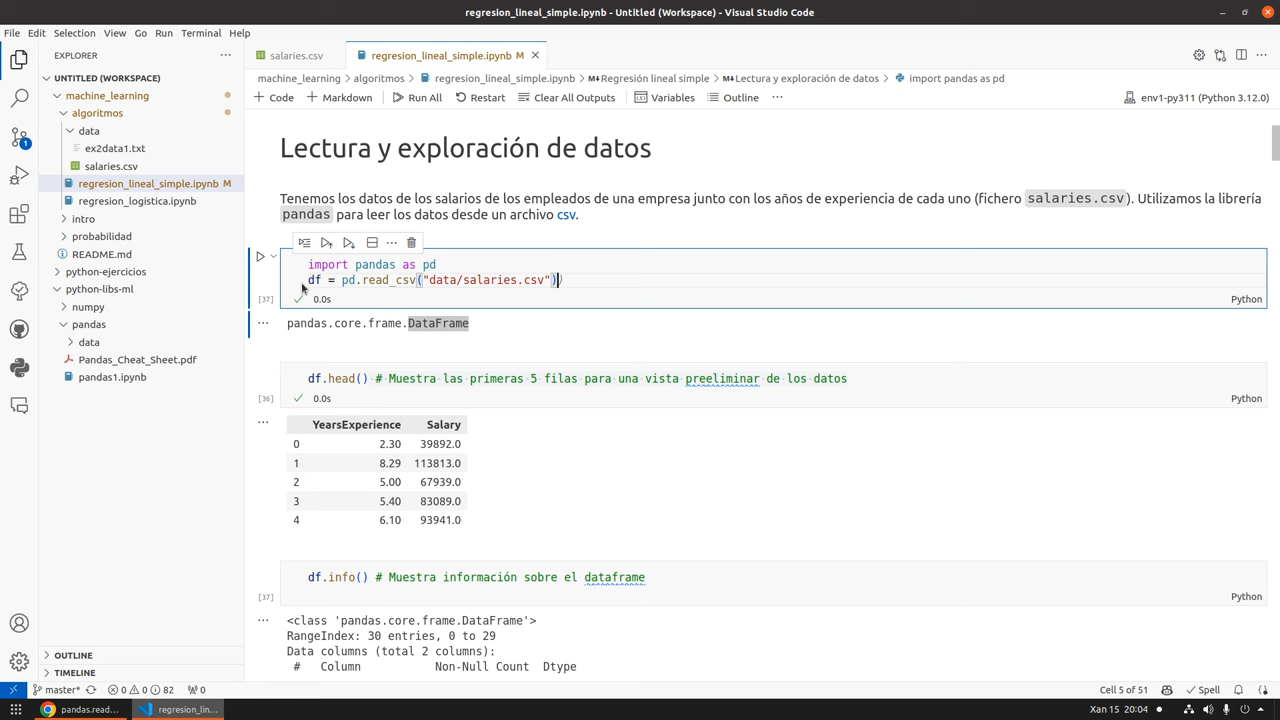 regresion_lineal_simple.ipynb - Untitled (Workspace) - Visual Studio Code
File Edit Selection View Go Run Terminal Help
EXPLORER
UNTITLED (WORKSPACE)
machine_learning
algoritmos
data
ex2data1.txt
salaries.csv
regresion_lineal_simple.ipynb M
regresion_logistica.ipynb
intro
probabilidad
README.md
python-ejercicios
python-libs-ml
numpy
pandas
data
Pandas_Cheat_Sheet.pdf
pandas1.ipynb
OUTLINE
TIMELINE
salaries.csv
regresion_lineal_simple.ipynb M
machine_learning > algoritmos > regresion_lineal_simple.ipynb > M Regresión lineal simple > M Lectura y exploración de datos > import pandas as pd
Code Markdown Run All Restart Clear All Outputs Variables Outline
env1-py311 (Python 3.12.0)
Lectura y exploración de datos
Tenemos los datos de los salarios de los empleados de una empresa junto con los años de experiencia de cada uno (fichero salaries.csv). Utilizamos la librería
pandas para leer los datos desde un archivo csv.
import pandas as pd
df = pd.read_csv("data/salaries.csv"))
[37] 0.0s Python
pandas.core.frame.DataFrame
df.head() # Muestra las primeras 5 filas para una vista preeliminar de los datos
[36] 0.0s Python
YearsExperience Salary
0 2.30 39892.0
1 8.29 113813.0
2 5.00 67939.0
3 5.40 83089.0
4 6.10 93941.0
df.info() # Muestra información sobre el dataframe
[37] Python
<class 'pandas.core.frame.DataFrame'>
RangeIndex: 30 entries, 0 to 29
Data columns (total 2 columns):
# Column Non-Null Count Dtype
master* 0 0 82 0
Cell 5 of 51 Spell
pandas.read... regresion_lin...
Xan 15 20:04